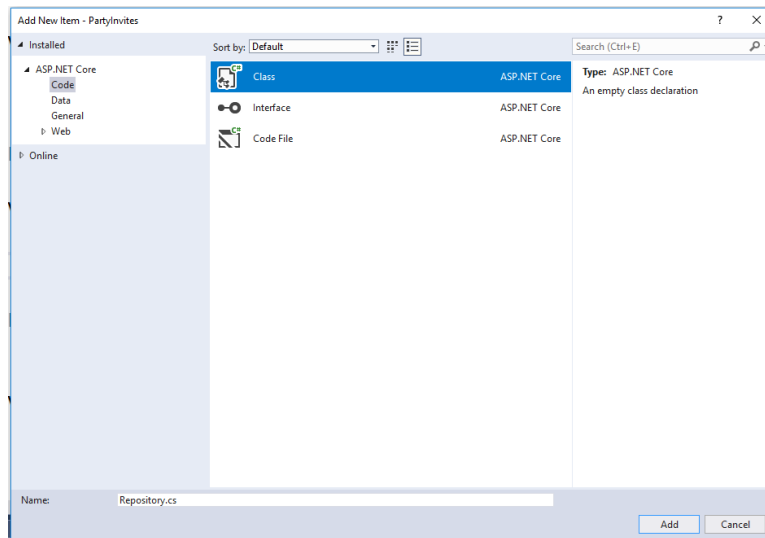 Add New Item - PartyInvites
? X
Installed
Sort by: Default
Search (Ctrl+E)
ASP.NET Core
Code
Data
General
Web
Online
C# Class ASP.NET Core
Interface ASP.NET Core
C# Code File ASP.NET Core
Type: ASP.NET Core
An empty class declaration
Name: Repository.cs
Add Cancel